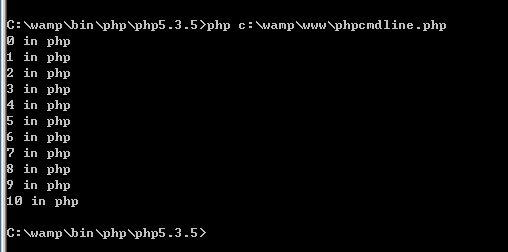 C:\wamp\bin\php\php5.3.5>php c:\wamp\www\phpcmdline.php
0 in php
1 in php
2 in php
3 in php
4 in php
5 in php
6 in php
7 in php
8 in php
9 in php
10 in php
C:\wamp\bin\php\php5.3.5>